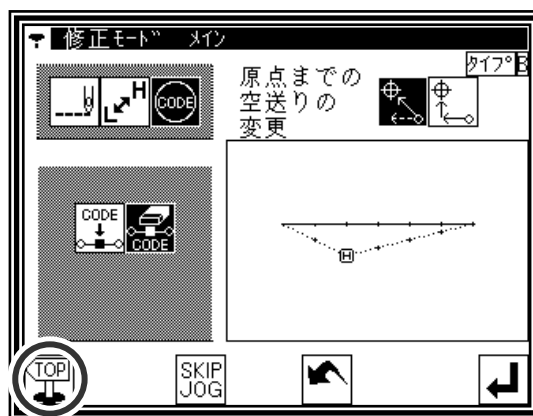 修正ﾓｰﾄﾞ ﾒｲﾝ
ﾀｲﾌﾟB
H
L
CODE
原点までの
空送りの
変更
CODE
CODE
H
TOP
SKIP
JOG